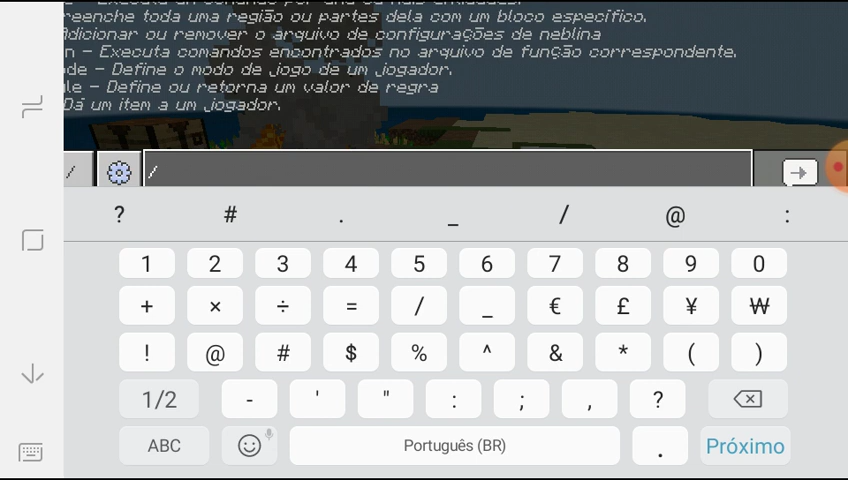 reenche toda uma região ou partes dela com um bloco específico.
Adicionar ou remover o arquivo de configurações de neblina
n - Executa comandos encontrados no arquivo de função correspondente.
ode - Define o modo de jogo de um jogador.
ule - Define ou retorna um valor de regra
Dá um item a um jogador.
/ /
? # . _ / @ :
1 2 3 4 5 6 7 8 9 0
+ × ÷ = / _ € £ ¥ ₩
! @ # $ % ^ & * ( )
1/2 - ' " : ; , ?
ABC Português (BR) . Próximo